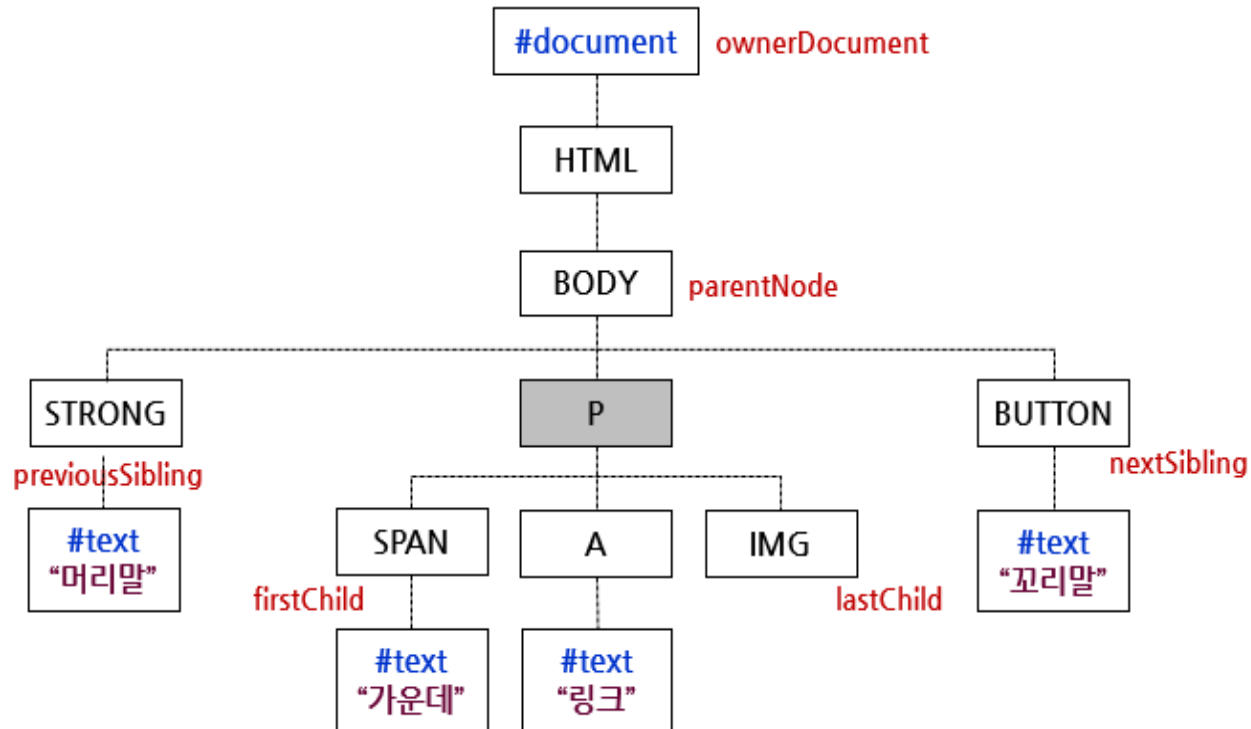 #document ownerDocument
HTML
BODY parentNode
STRONG P BUTTON
previousSibling nextSibling
#text
“머리말”
SPAN A IMG
#text
“꼬리말”
firstChild lastChild
#text
“가운데”
#text
“링크”